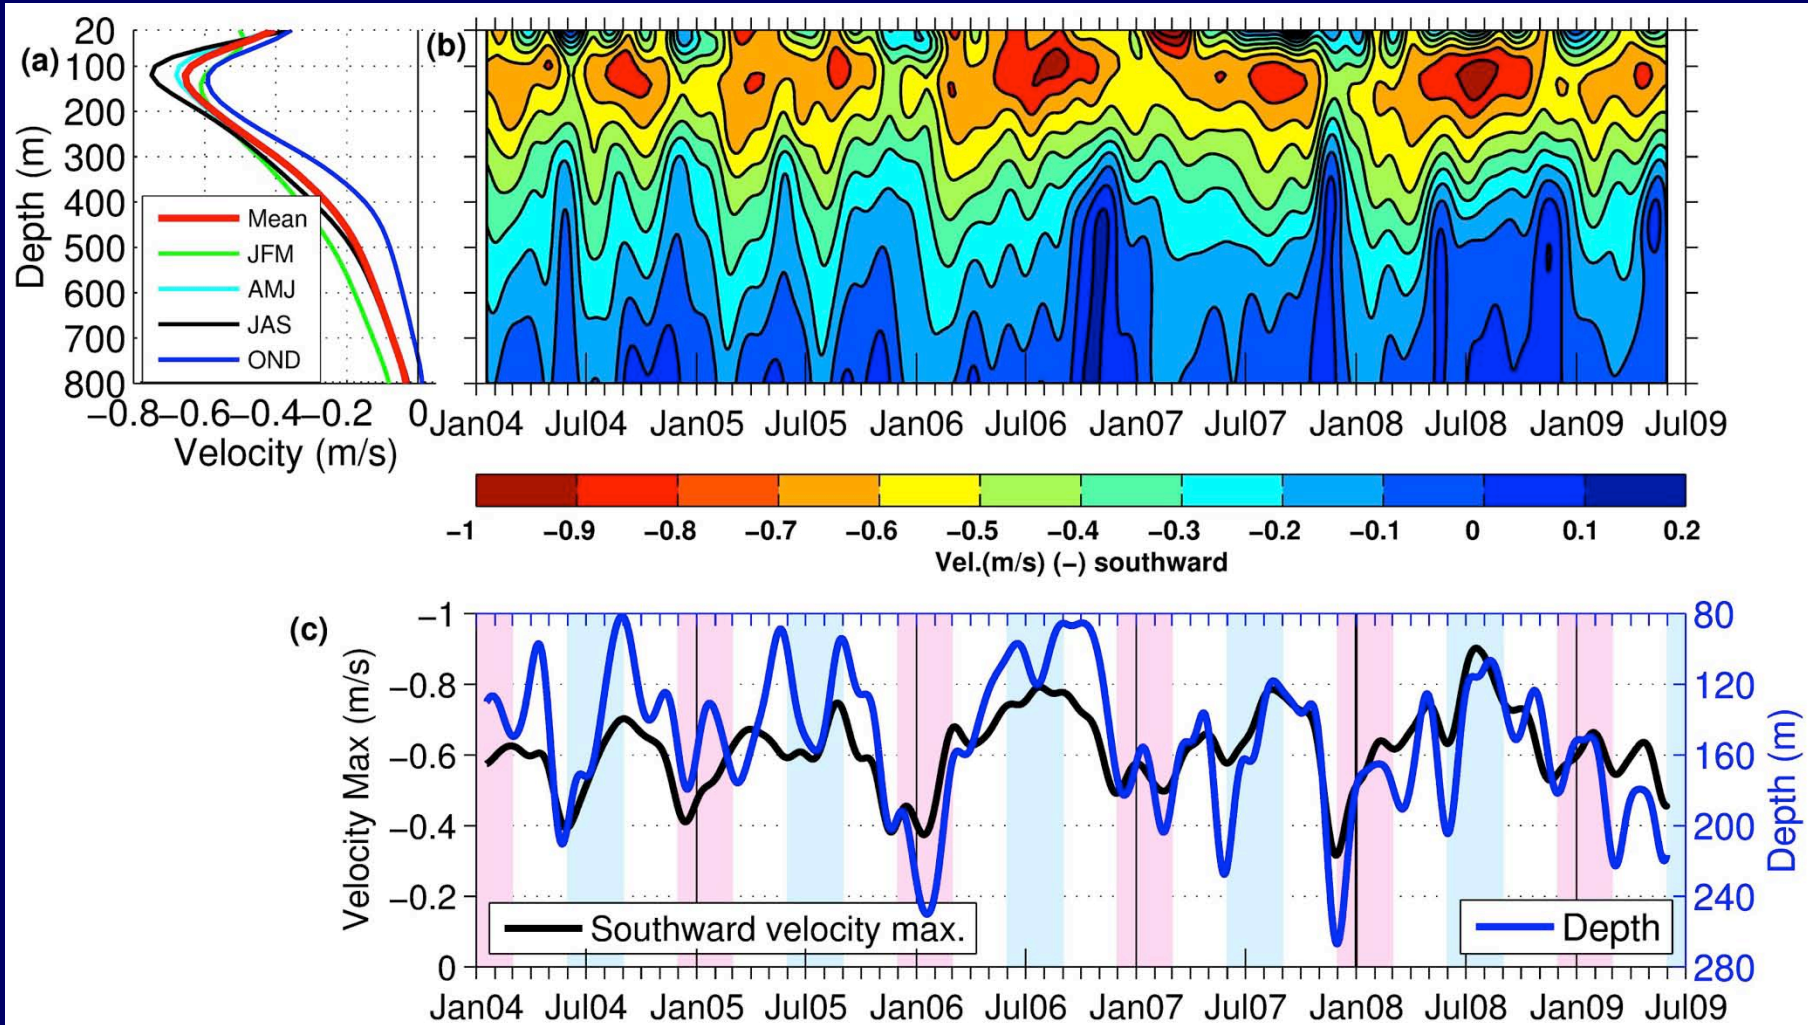 (a)
20
100
200
300
400
500
600
700
800
Depth (m)
Mean
JFM
AMJ
JAS
OND
−0.8 −0.6 −0.4 −0.2 0
Velocity (m/s)
(b)
Jan04 Jul04 Jan05 Jul05 Jan06 Jul06 Jan07 Jul07 Jan08 Jul08 Jan09 Jul09
−1 −0.9 −0.8 −0.7 −0.6 −0.5 −0.4 −0.3 −0.2 −0.1 0 0.1 0.2
Vel.(m/s) (−) southward
(c)
−1
−0.8
−0.6
−0.4
−0.2
0
Velocity Max (m/s)
Southward velocity max.
Depth
80
120
160
200
240
280
Depth (m)
Jan04 Jul04 Jan05 Jul05 Jan06 Jul06 Jan07 Jul07 Jan08 Jul08 Jan09 Jul09